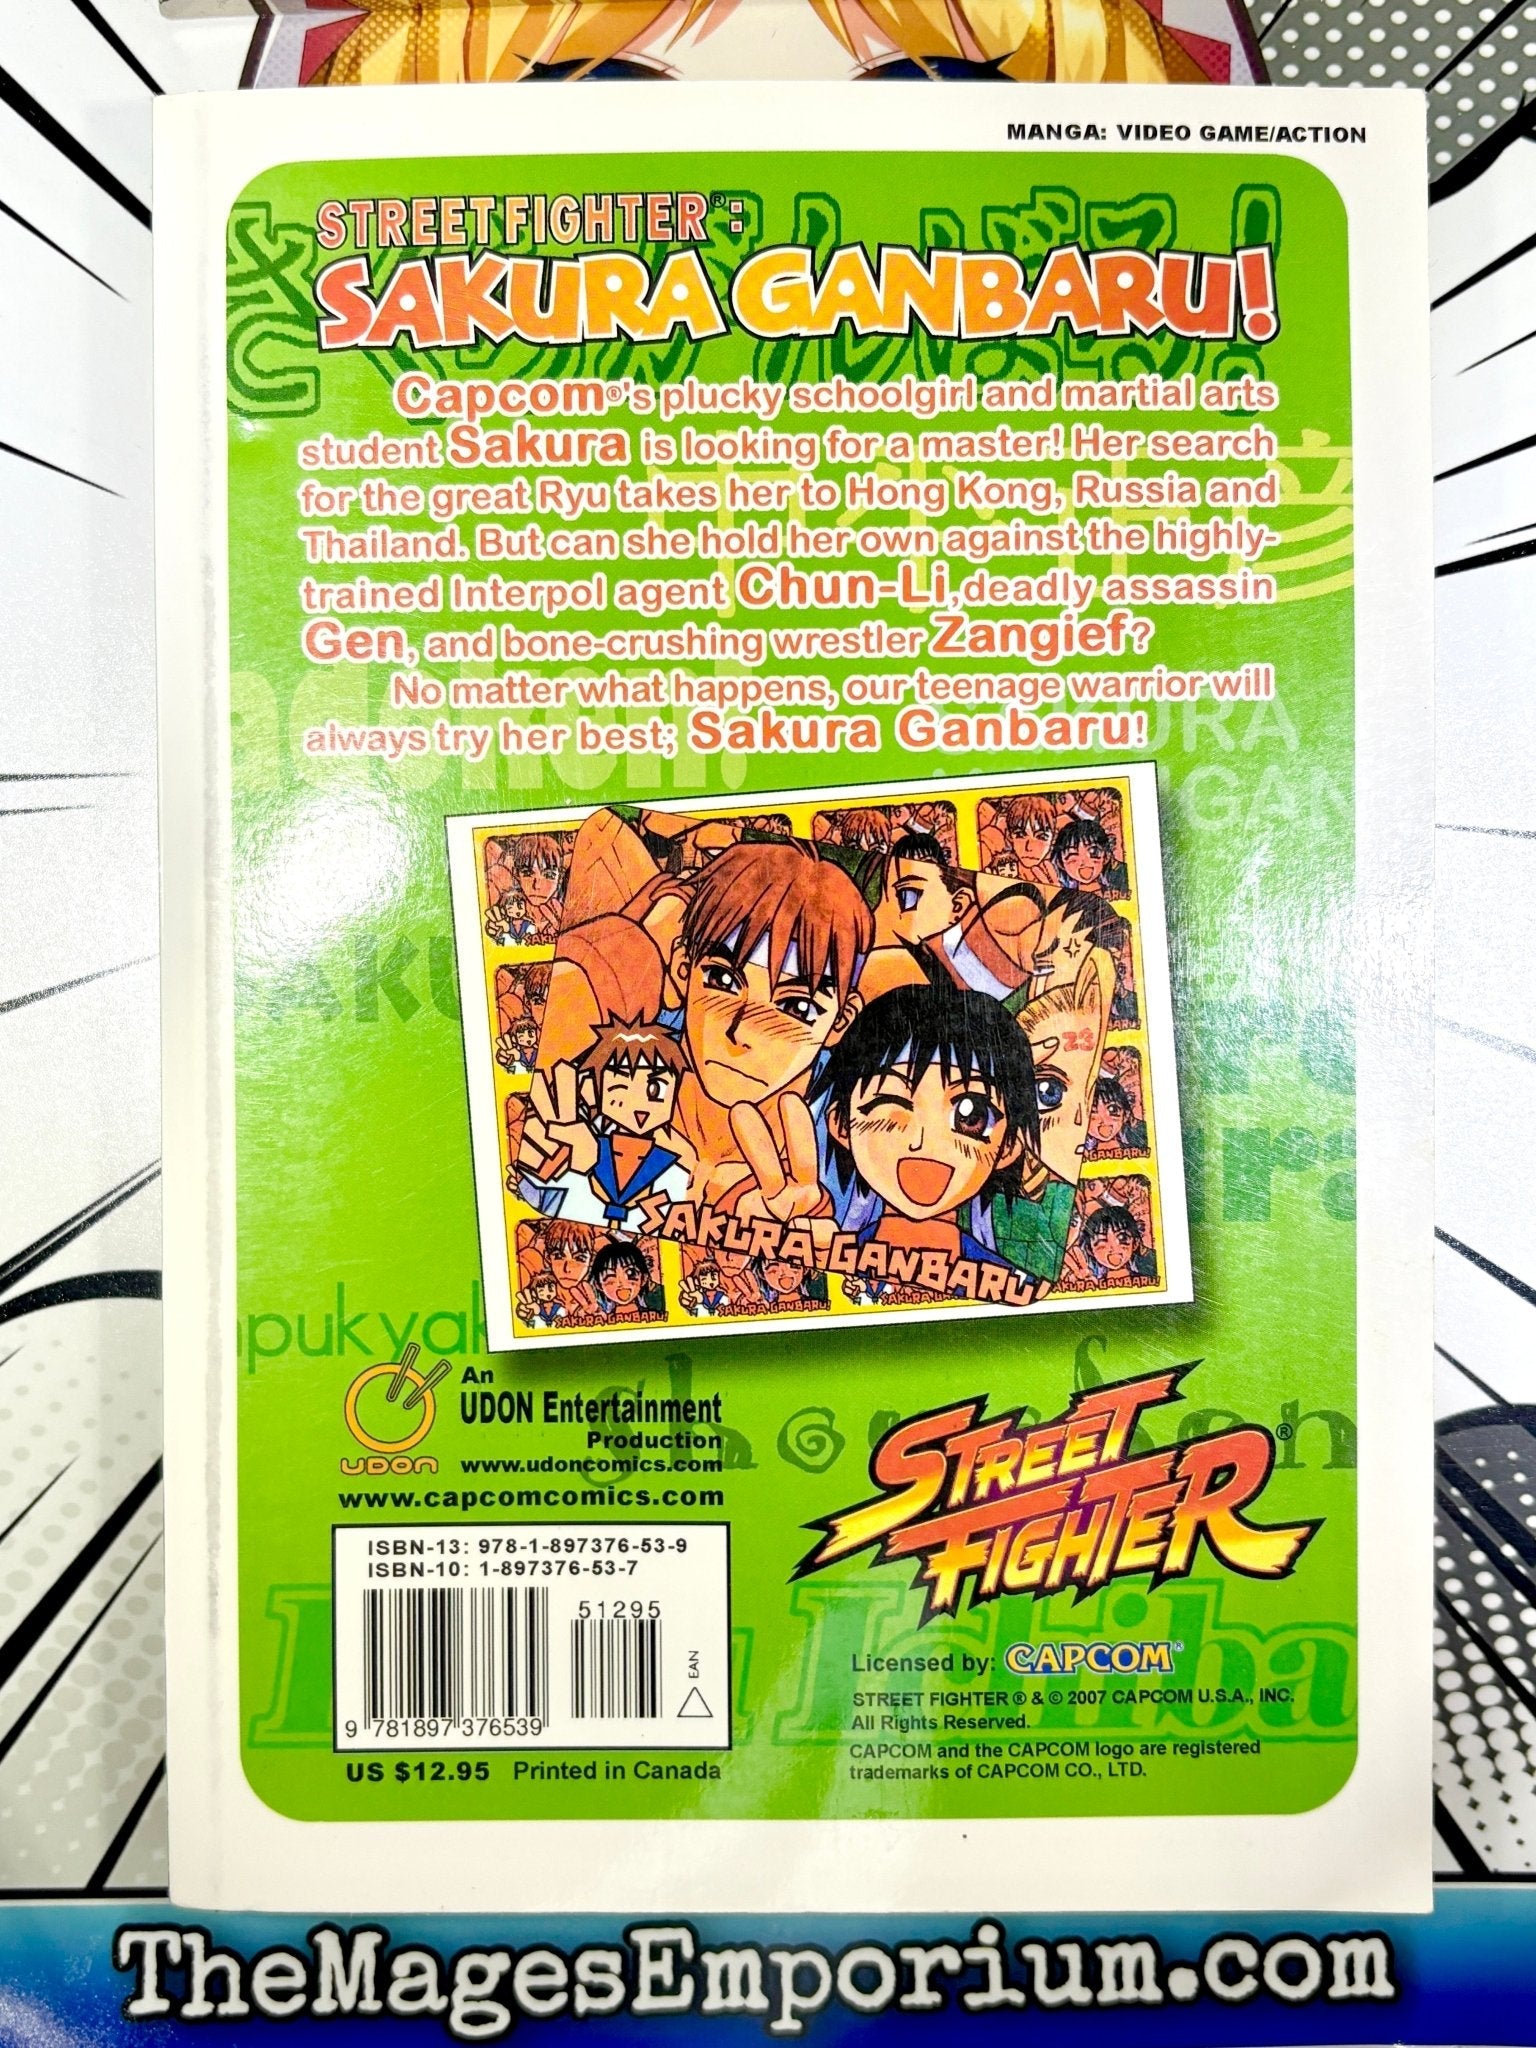 MANGA: VIDEO GAME/ACTION
STREET FIGHTER®:
SAKURA GANBARU!
Capcom®'s plucky schoolgirl and martial arts
student Sakura is looking for a master! Her search
for the great Ryu takes her to Hong Kong, Russia and
Thailand. But can she hold her own against the highly-
trained Interpol agent Chun-Li, deadly assassin
Gen, and bone-crushing wrestler Zangief?
No matter what happens, our teenage warrior will
always try her best; Sakura Ganbaru!
SAKURA GANBARU!
An
UDON Entertainment
Production
UDON
www.udoncomics.com
www.capcomcomics.com
ISBN-13: 978-1-897376-53-9
ISBN-10: 1-897376-53-7
51295
EAN
9 781897 376539
US $12.95 Printed in Canada
STREET
FIGHTER®
Licensed by: CAPCOM®
STREET FIGHTER ® & © 2007 CAPCOM U.S.A., INC.
All Rights Reserved.
CAPCOM and the CAPCOM logo are registered
trademarks of CAPCOM CO., LTD.
TheMagesEmporium.com